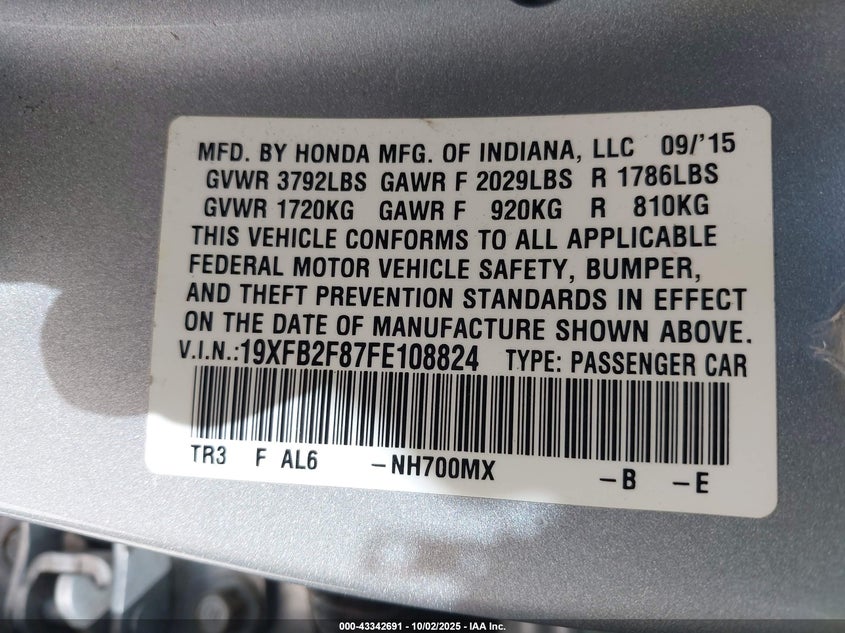 MFD. BY HONDA MFG. OF INDIANA, LLC 09/'15
GVWR 3792LBS GAWR F 2029LBS R 1786LBS
GVWR 1720KG GAWR F 920KG R 810KG
THIS VEHICLE CONFORMS TO ALL APPLICABLE
FEDERAL MOTOR VEHICLE SAFETY, BUMPER,
AND THEFT PREVENTION STANDARDS IN EFFECT
ON THE DATE OF MANUFACTURE SHOWN ABOVE.
V.I.N.:19XFB2F87FE108824 TYPE: PASSENGER CAR
TR3 F AL6 -NH700MX -B -E
000-43342691 - 10/02/2025 - IAA Inc.